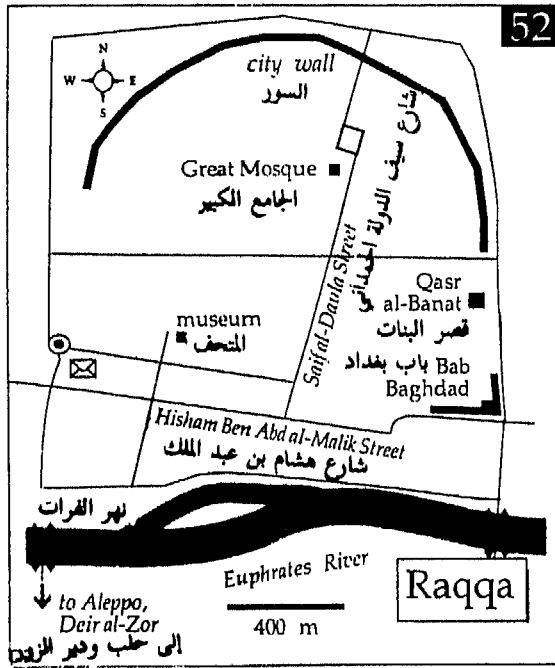 52
N
W E
S
city wall
السور
شارع سيف الدولة الحمداني
Saif al-Daula Street
Great Mosque
الجامع الكبير
Qasr
al-Banat
قصر البنات
museum
المتحف
باب بغداد Bab
Baghdad
Hisham Ben Abd al-Malik Street
شارع هشام بن عبد الملك
نهر الفرات
Euphrates River
Raqqa
to Aleppo,
Deir al-Zor
400 m
إلى حلب ودير الزور